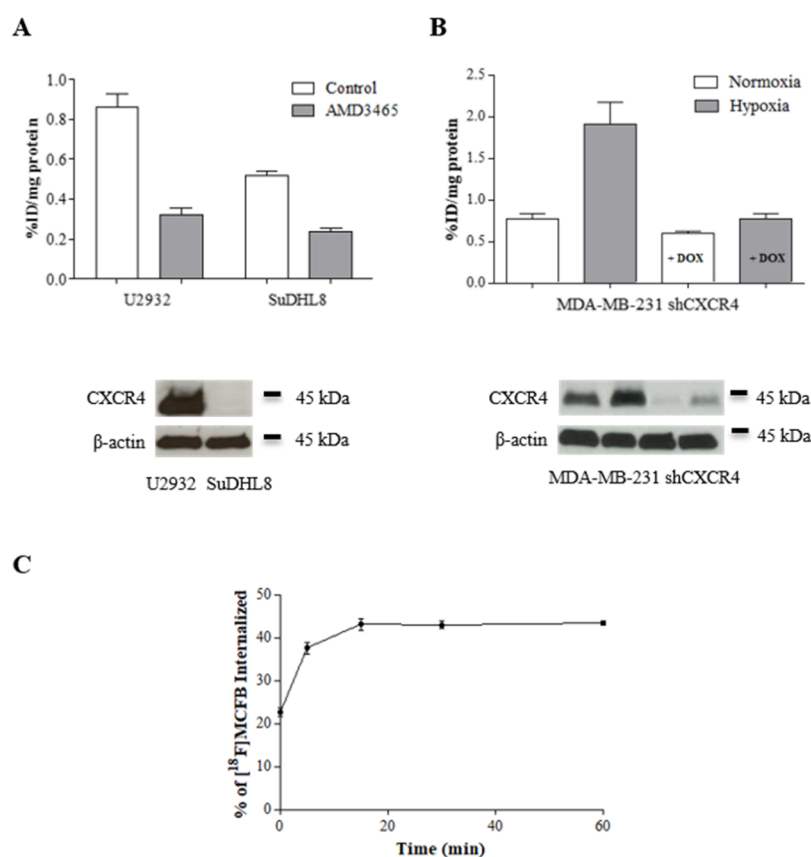 A
%ID/mg protein
1.0
0.8
0.6
0.4
0.2
0.0
Control
AMD3465
U2932 SuDHL8
CXCR4 45 kDa
β-actin 45 kDa
U2932 SuDHL8
B
%ID/mg protein
2.5
2.0
1.5
1.0
0.5
0.0
Normoxia
Hypoxia
+ DOX + DOX
MDA-MB-231 shCXCR4
CXCR4 45 kDa
β-actin 45 kDa
MDA-MB-231 shCXCR4
C
% of [¹⁸F]MCFB Internalized
50
40
30
20
10
0
0 20 40 60
Time (min)